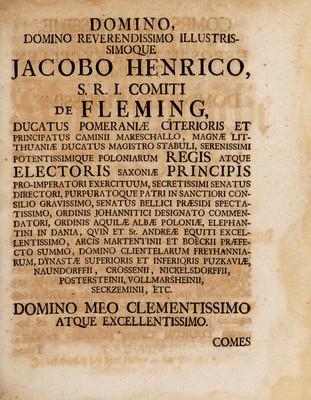 DOMINO,
DOMINO REVERENDISSIMO ILLUSTRIS-
SIMOQUE
JACOBO HENRICO,
S. R. I. COMITI
DE FLEMING,
DUCATUS POMERANIÆ CITERIORIS ET
PRINCIPATUS CAMINII MARESCHALLO, MAGNÆ LIT-
THUANIÆ DUCATUS MAGISTRO STABULI, SERENISSIMI
POTENTISSIMIQUE POLONIARUM REGIS ATQUE
ELECTORIS SAXONIÆ PRINCIPIS
PRO-IMPERATORI EXERCITUUM, SECRETISSIMI SENATUS
DIRECTORI, PURPURATOQUE PATRI IN SANCTIORI CON-
SILIO GRAVISSIMO, SENATUS BELLICI PRÆSIDI SPECTA-
TISSIMO, ORDINIS JOHANNITICI DESIGNATO COMMEN-
DATORI, ORDINIS AQUILÆ ALBÆ POLONIÆ, ELEPHAN-
TINI IN DANIA, QVIN ET Sr. ANDREÆ EQUITI EXCEL-
LENTISSIMO, ARCIS MARTENTINI ET BOECKII PRÆFE-
CTO SUMMO, DOMINO CLIENTELARUM FREYHANNIA-
RUM, DYNASTÆ SUPERIORIS ET INFERIORIS PUZKAVIÆ,
NAUNDORFFII, CROSSENII, NICKELSDORFFII,
POSTERSTEINII, VOLLMARSHEINII,
SECKZEMINII, ETC.
DOMINO MEO CLEMENTISSIMO
ATQUE EXCELLENTISSIMO.
COMES